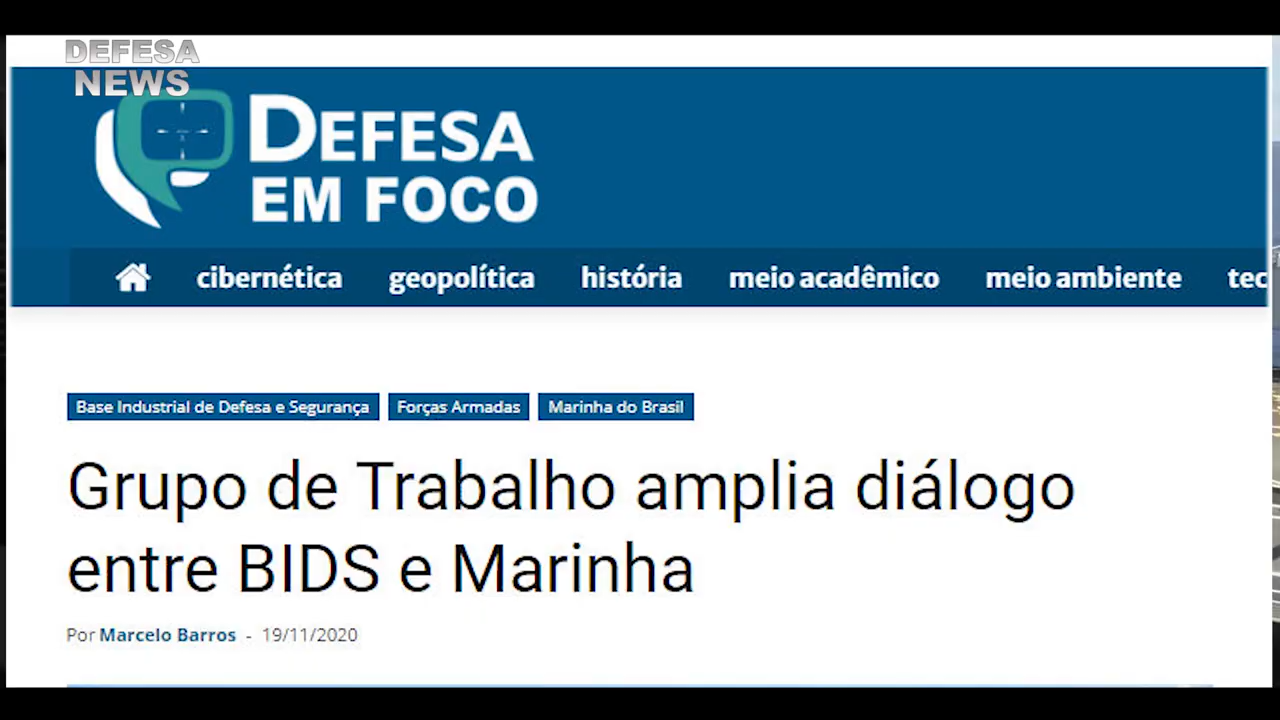 DEFESA
NEWS
DEFESA
EM FOCO
cibernética geopolítica história meio acadêmico meio ambiente tec
Base Industrial de Defesa e Segurança Forças Armadas Marinha do Brasil
Grupo de Trabalho amplia diálogo
entre BIDS e Marinha
Por Marcelo Barros - 19/11/2020